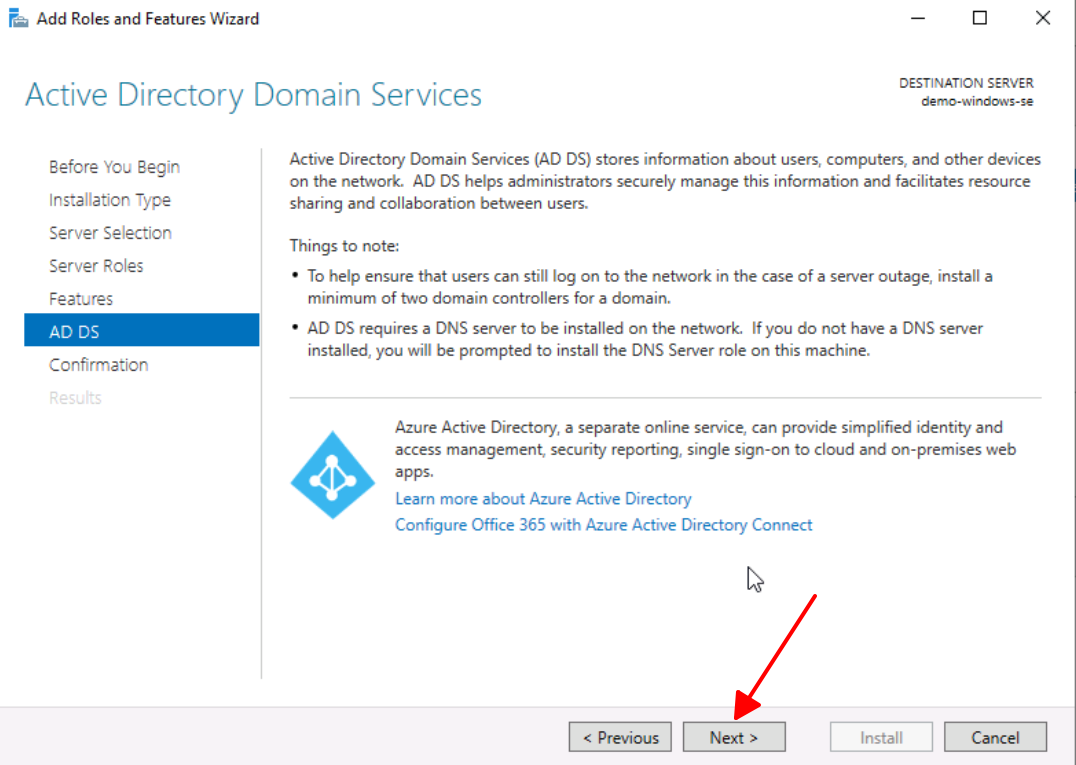 Add Roles and Features Wizard
Active Directory Domain Services
DESTINATION SERVER
demo-windows-se
Before You Begin
Installation Type
Server Selection
Server Roles
Features
AD DS
Confirmation
Results
Active Directory Domain Services (AD DS) stores information about users, computers, and other devices
on the network.  AD DS helps administrators securely manage this information and facilitates resource
sharing and collaboration between users.
Things to note:
• To help ensure that users can still log on to the network in the case of a server outage, install a
minimum of two domain controllers for a domain.
• AD DS requires a DNS server to be installed on the network.  If you do not have a DNS server
installed, you will be prompted to install the DNS Server role on this machine.
Azure Active Directory, a separate online service, can provide simplified identity and
access management, security reporting, single sign-on to cloud and on-premises web
apps.
Learn more about Azure Active Directory
Configure Office 365 with Azure Active Directory Connect
< Previous
Next >
Install
Cancel